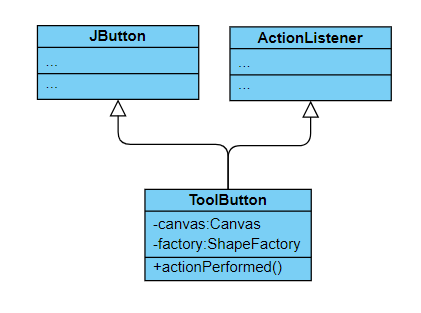 JButton
...
...
ActionListener
...
...
ToolButton
-canvas:Canvas
-factory:ShapeFactory
+actionPerformed()